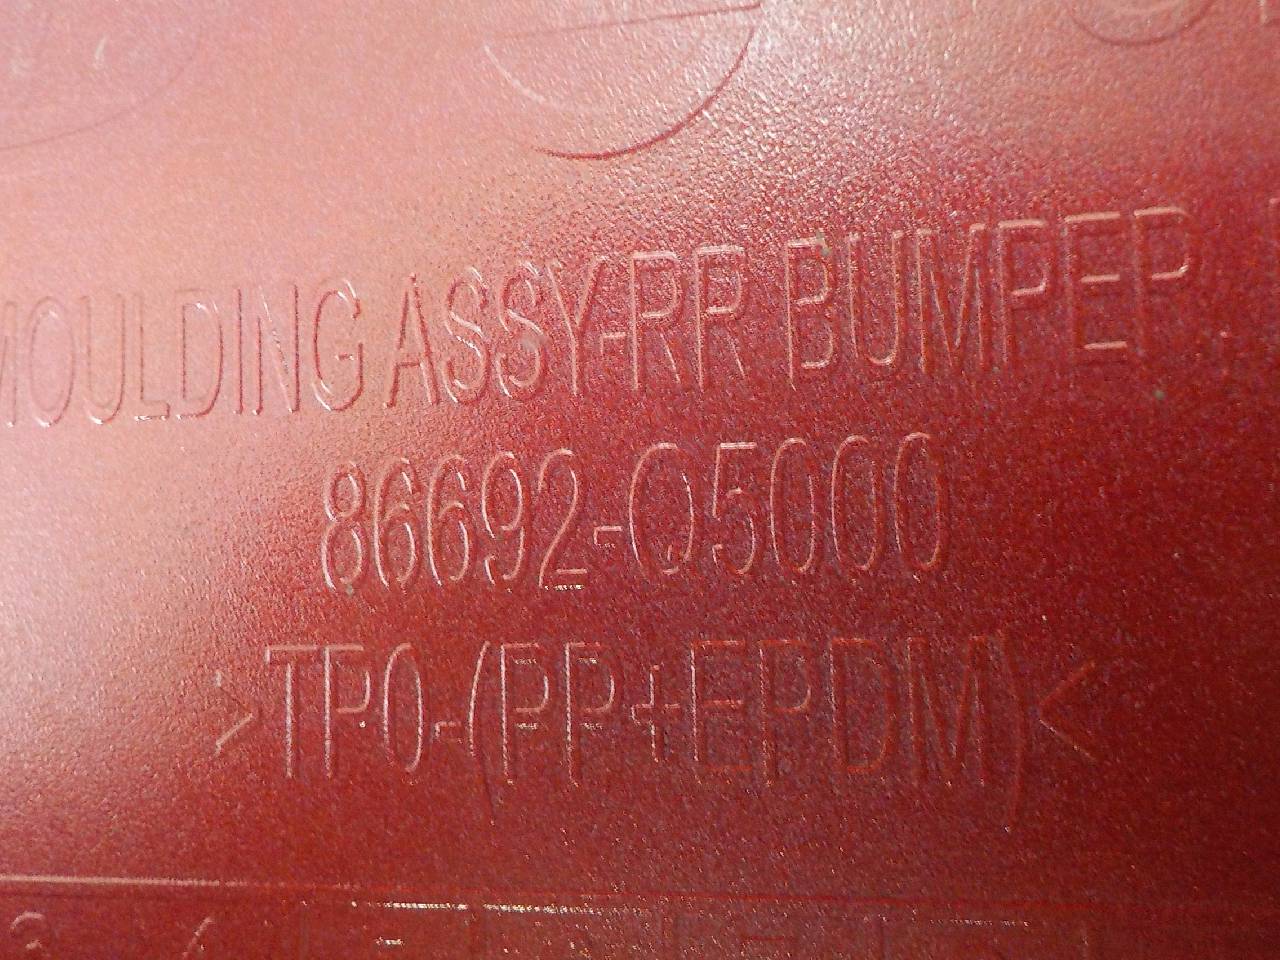 MOULDING ASSY-RR BUMPER
86692-Q5000
>TPO-(PP+EPDM)<